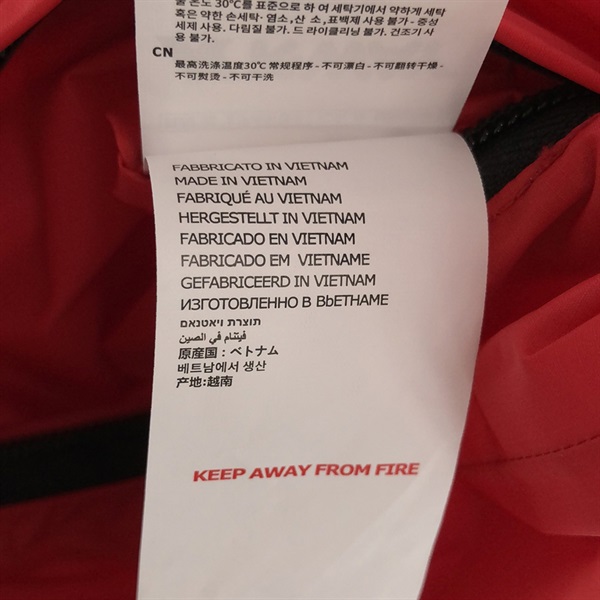 물 온도 30℃를 표준으로 하 여 세탁기에서 약하게 세탁
혹은 약한 손세탁· 염소,산 소,표백제 사용 불가 - 중성
세제 사용. 다림질 불가. 드 라이클리닝 불가. 건조기 사
용 불가.
CN
最高洗涤温度30℃ 常规程序 - 不可漂白 - 不可翻转干燥 -
不可熨烫 - 不可干洗
FABBRICATO IN VIETNAM
MADE IN VIETNAM
FABRIQUÉ AU VIETNAM
HERGESTELLT IN VIETNAM
FABRICADO EN VIETNAM
FABRICADO EM VIETNAME
GEFABRICEERD IN VIETNAM
ИЗГОТОВЛЕННО В ВЬЕТНАМЕ
תוצרת ויאטנאם
فيتنام في الصين
原産国：ベトナム
베트남에서 생산
产地:越南
KEEP AWAY FROM FIRE